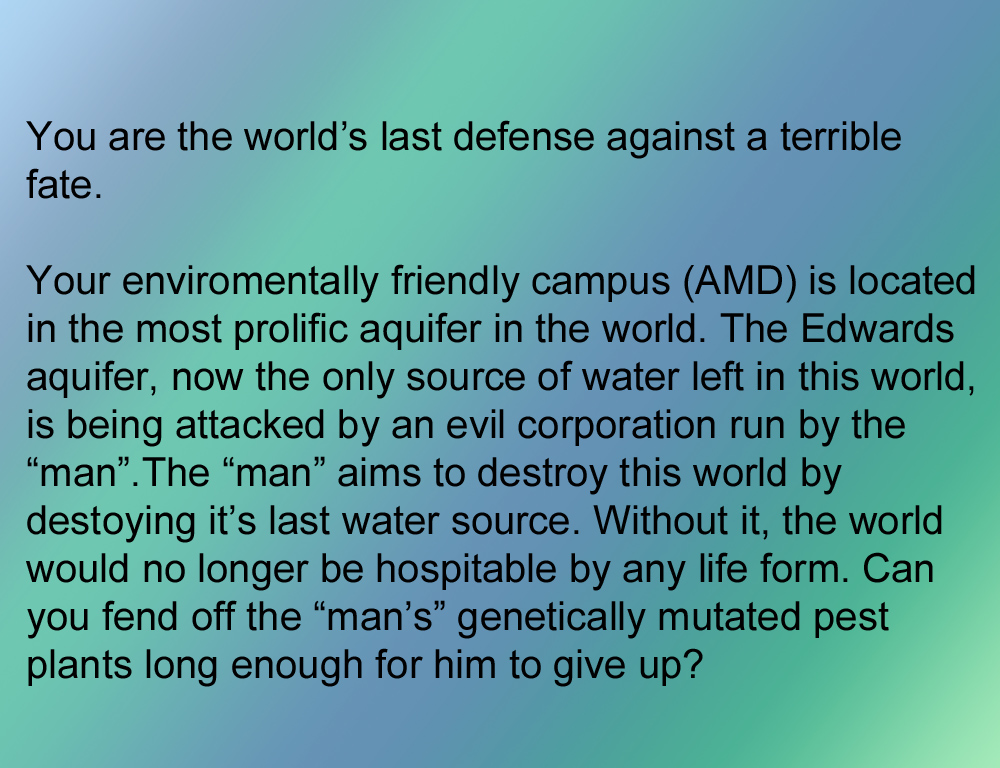 You are the world’s last defense against a terrible
fate.
Your enviromentally friendly campus (AMD) is located
in the most prolific aquifer in the world. The Edwards
aquifer, now the only source of water left in this world,
is being attacked by an evil corporation run by the
“man”.The “man” aims to destroy this world by
destoying it’s last water source. Without it, the world
would no longer be hospitable by any life form. Can
you fend off the “man’s” genetically mutated pest
plants long enough for him to give up?